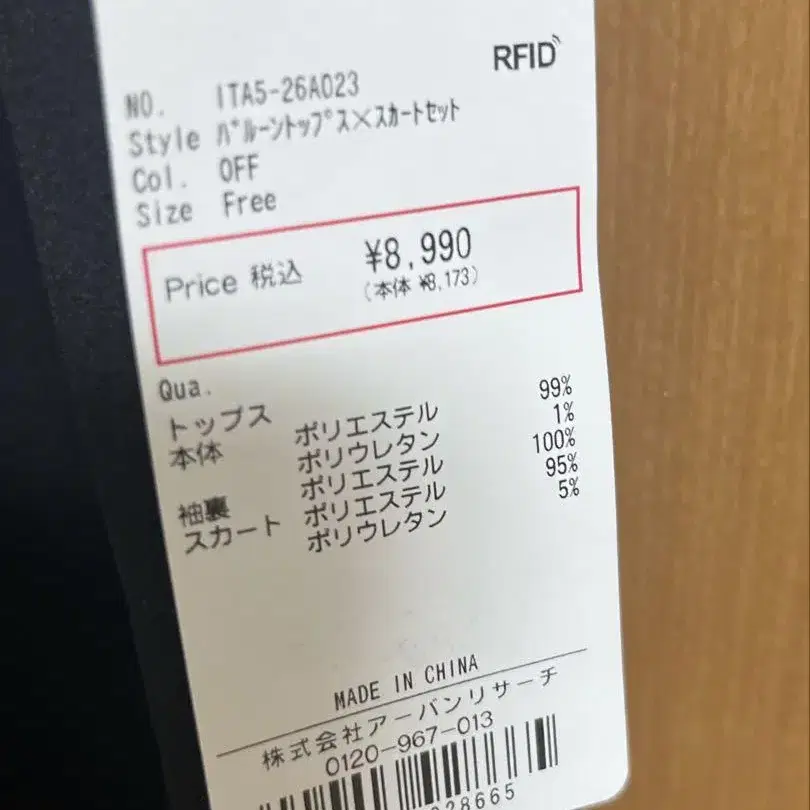 RFID
NO. ITA5-26A023
Style バルーントップス×スカートセット
Col. OFF
Size Free
Price 税込 ¥8,990
(本体 ¥8,173)
Qua.
トップス
本体 ポリエステル 99%
ポリウレタン 1%
袖裏 ポリエステル 100%
スカート ポリエステル 95%
ポリウレタン 5%
MADE IN CHINA
株式会社アーバンリサーチ
0120-967-013
28665